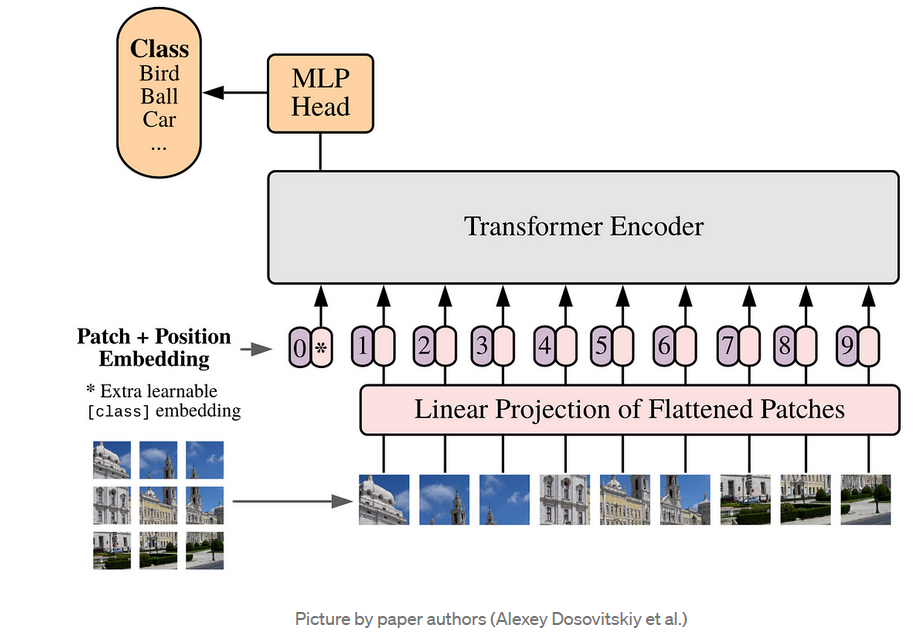 Class
Bird
Ball
Car
...
MLP
Head
Transformer Encoder
Patch + Position
Embedding
0 * 1 2 3 4 5 6 7 8 9
* Extra learnable
[class] embedding
Linear Projection of Flattened Patches
Picture by paper authors (Alexey Dosovitskiy et al.)